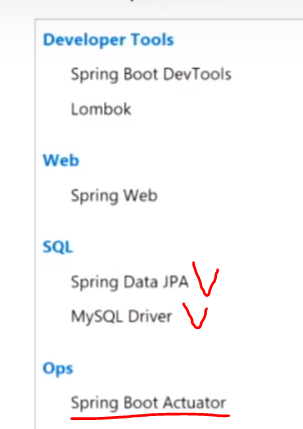 Developer Tools
Spring Boot DevTools
Lombok
Web
Spring Web
SQL
Spring Data JPA
MySQL Driver
Ops
Spring Boot Actuator